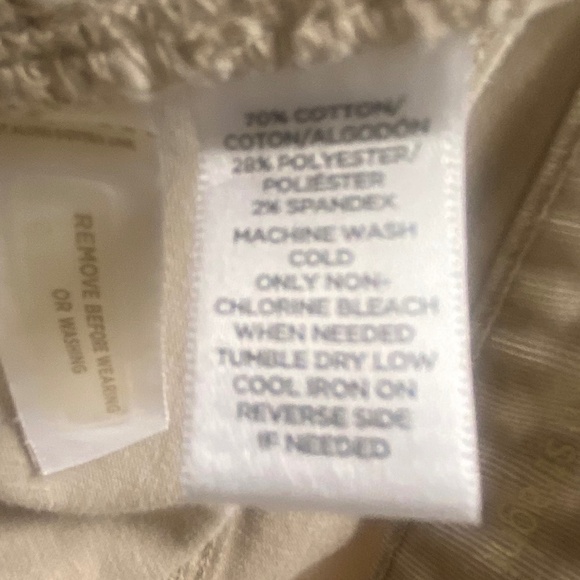 70% COTTON/
COTON/ALGODÓN
28% POLYESTER/
POLIÉSTER
2% SPANDEX
MACHINE WASH
COLD
ONLY NON-
CHLORINE BLEACH
WHEN NEEDED
TUMBLE DRY LOW
COOL IRON ON
REVERSE SIDE
IF NEEDED
REMOVE BEFORE WEARING
OR WASHING